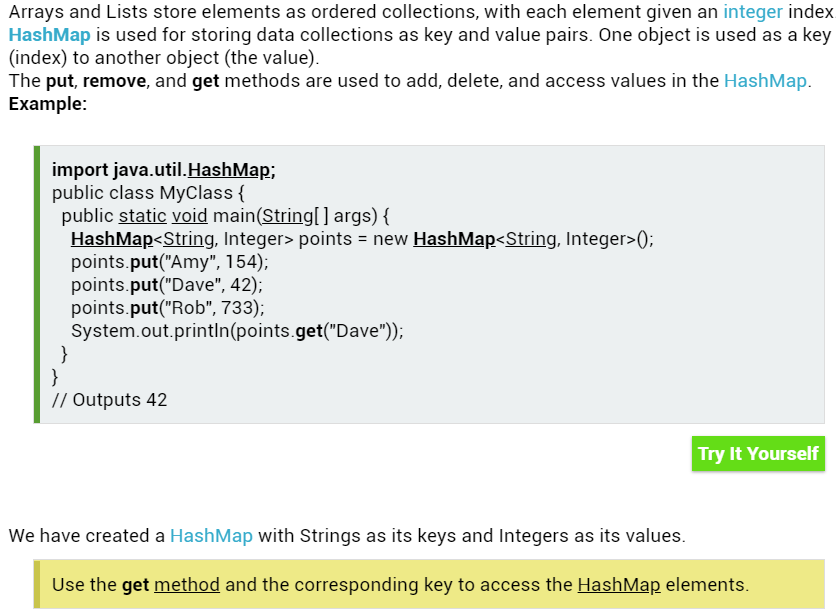 Arrays and Lists store elements as ordered collections, with each element given an integer index
HashMap is used for storing data collections as key and value pairs. One object is used as a key
(index) to another object (the value).
The put, remove, and get methods are used to add, delete, and access values in the HashMap.
Example:
import java.util.HashMap;
public class MyClass {
public static void main(String[ ] args) {
HashMap<String, Integer> points = new HashMap<String, Integer>();
points.put("Amy", 154);
points.put("Dave", 42);
points.put("Rob", 733);
System.out.println(points.get("Dave"));
}
}
// Outputs 42
Try It Yourself
We have created a HashMap with Strings as its keys and Integers as its values.
Use the get method and the corresponding key to access the HashMap elements.